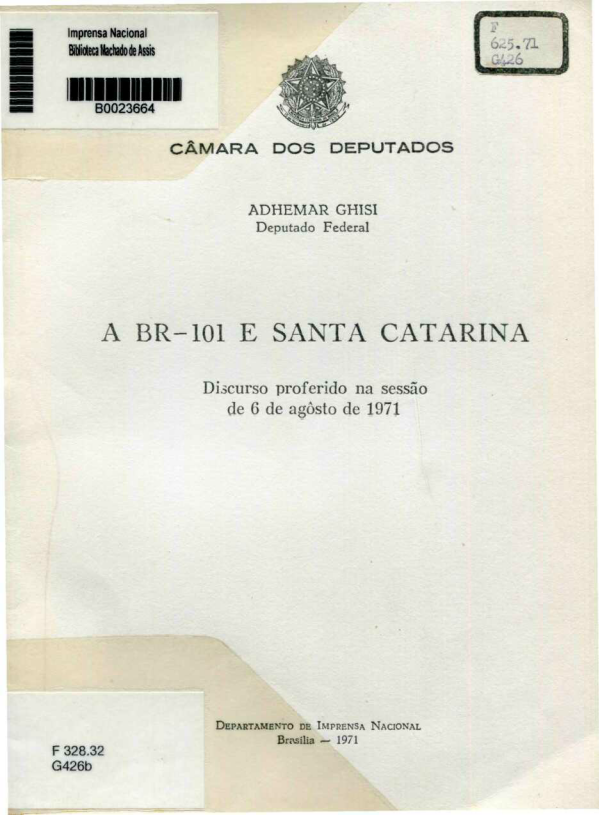 Imprensa Nacional
Biblioteca Machado de Assis
B0023664
F
625.71
G426
CÂMARA DOS DEPUTADOS
ADHEMAR GHISI
Deputado Federal
A BR-101 E SANTA CATARINA
Discurso proferido na sessão
de 6 de agôsto de 1971
DEPARTAMENTO DE IMPRENSA NACIONAL
Brasília — 1971
F 328.32
G426b